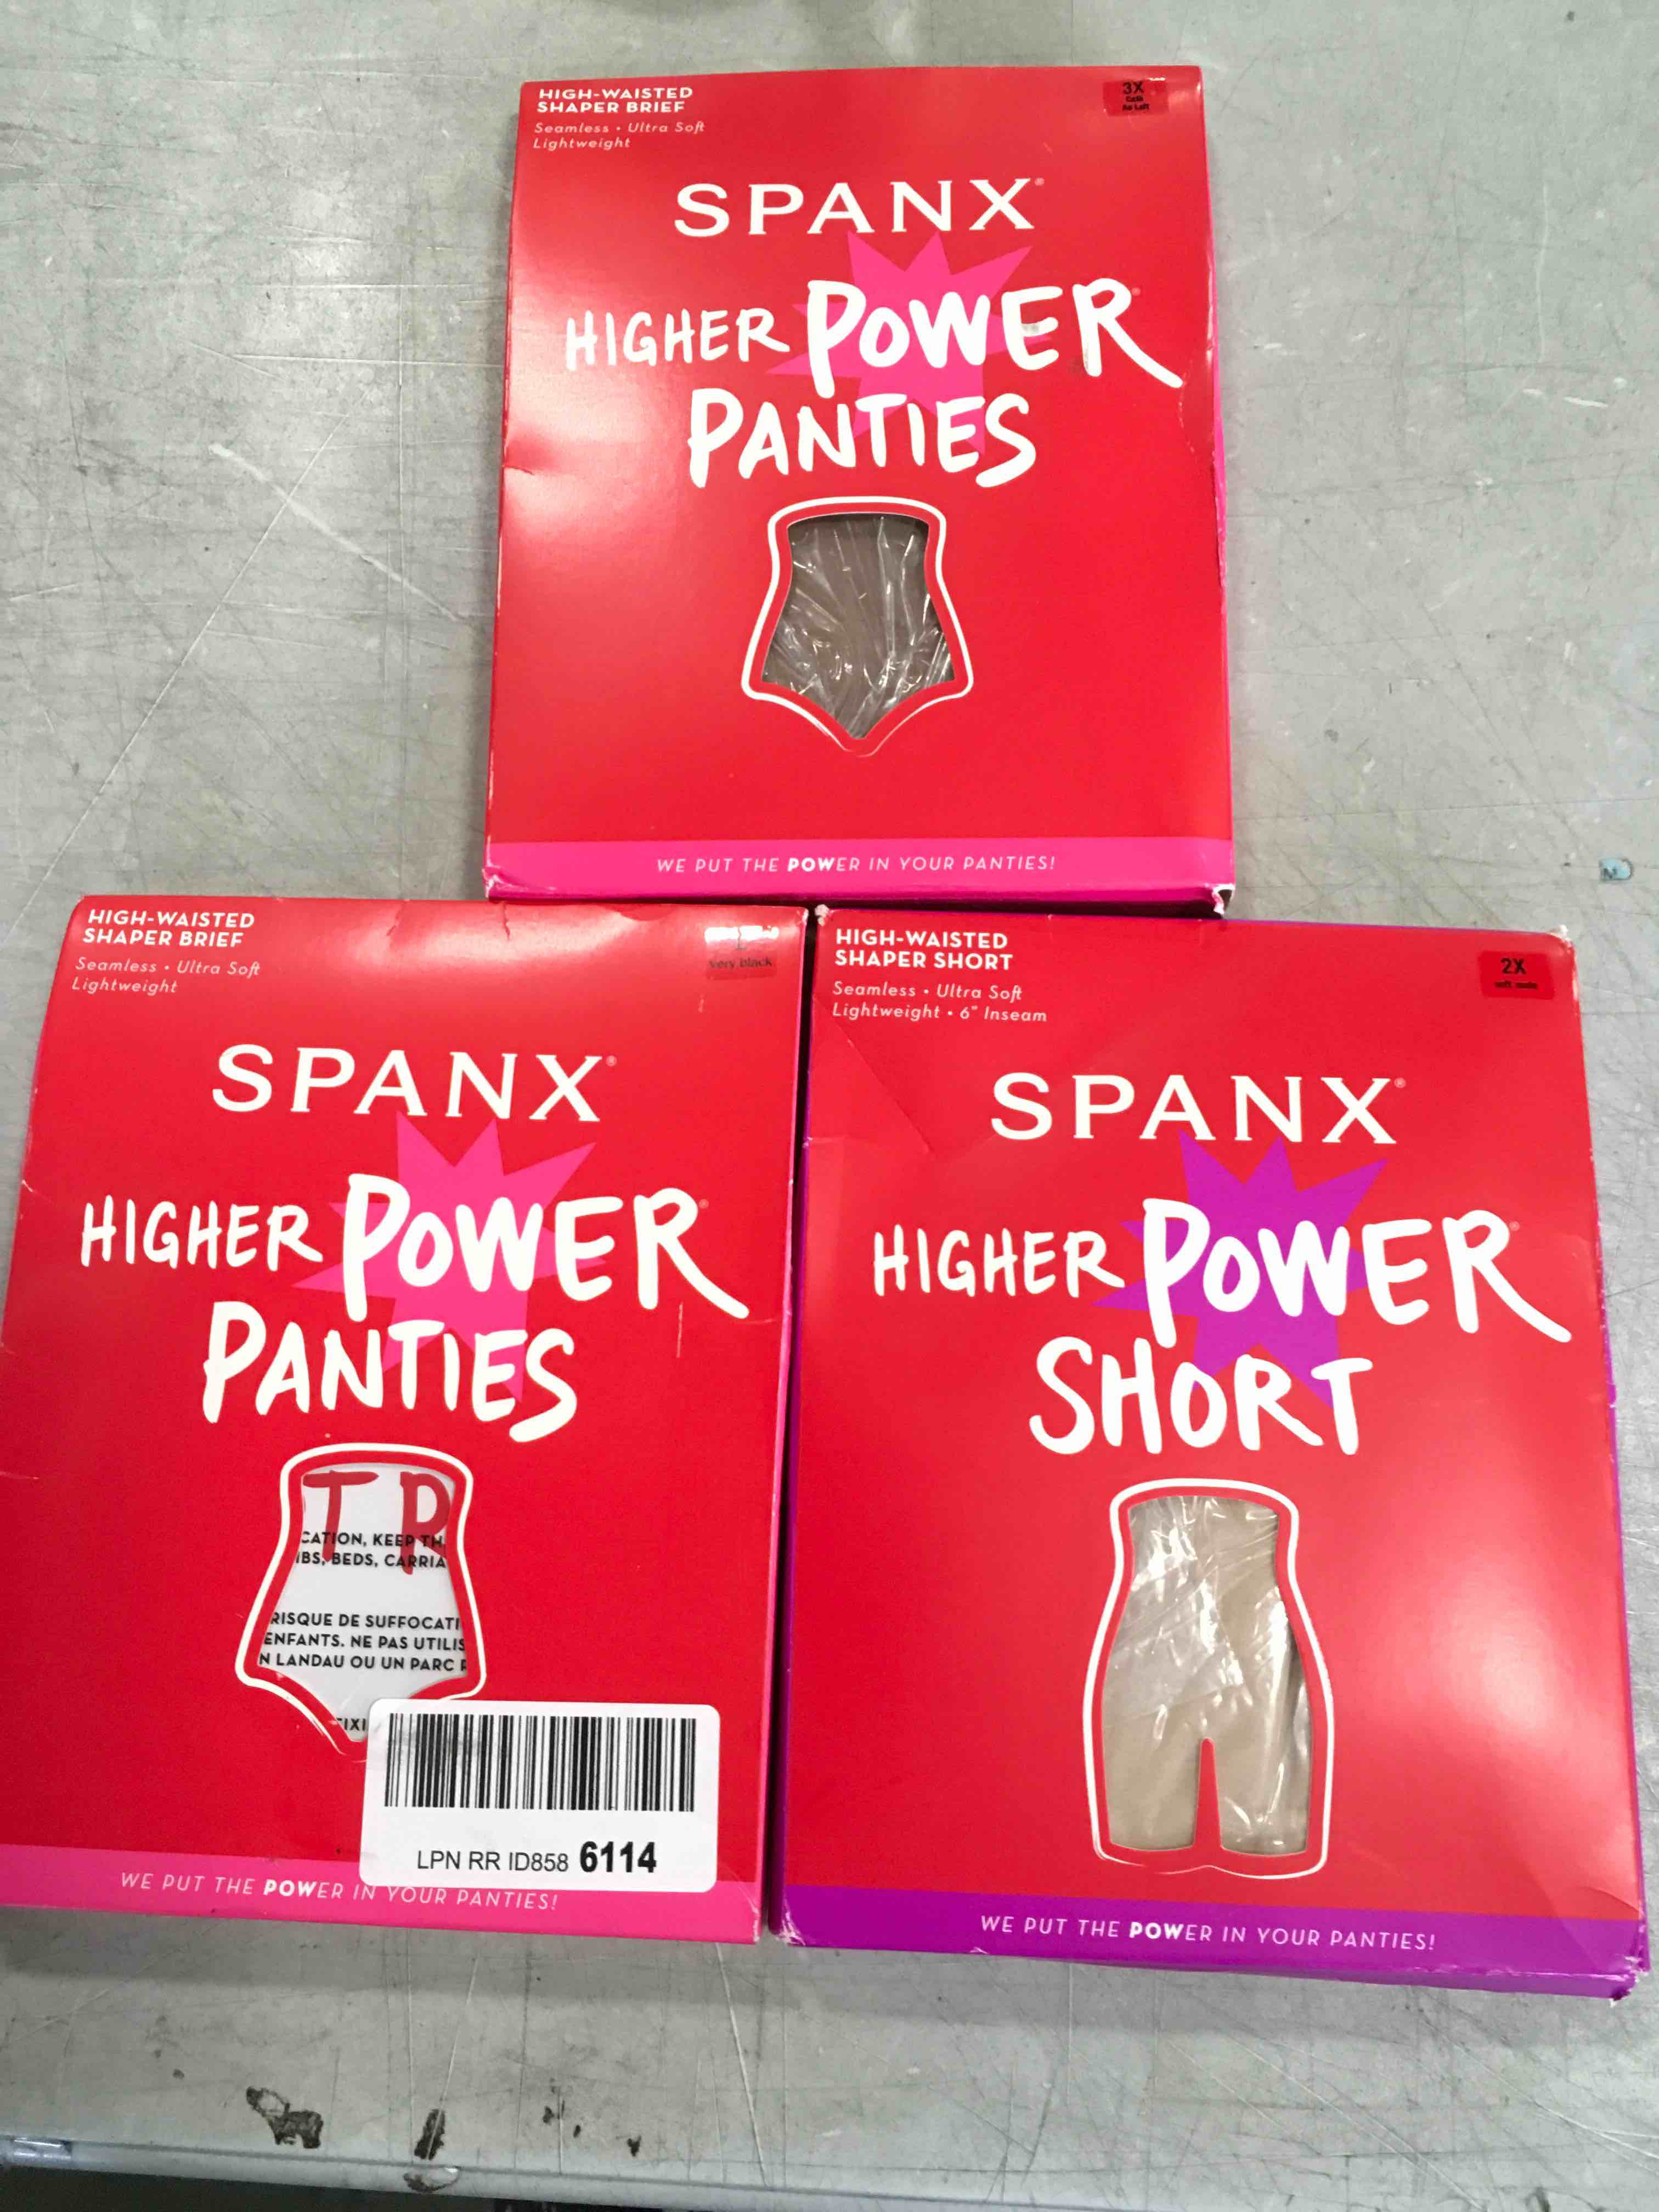 HIGH-WAISTED
SHAPER BRIEF
Seamless • Ultra Soft
Lightweight
3X
Cafe
Au Lait
SPANX®
HIGHER POWER®
PANTIES
WE PUT THE POWER IN YOUR PANTIES!
HIGH-WAISTED
SHAPER BRIEF
Seamless • Ultra Soft
Lightweight
very black
SPANX®
HIGHER POWER®
PANTIES
T R
CATION, KEEP TH
IBS, BEDS, CARRIA
RISQUE DE SUFFOCATI
ENFANTS. NE PAS UTILIS
N LANDAU OU UN PARC P
FIXI
LPN RR ID858 6114
WE PUT THE POWER IN YOUR PANTIES!
HIGH-WAISTED
SHAPER SHORT
Seamless • Ultra Soft
Lightweight • 6" Inseam
2X
soft nude
SPANX®
HIGHER POWER®
SHORT
WE PUT THE POWER IN YOUR PANTIES!